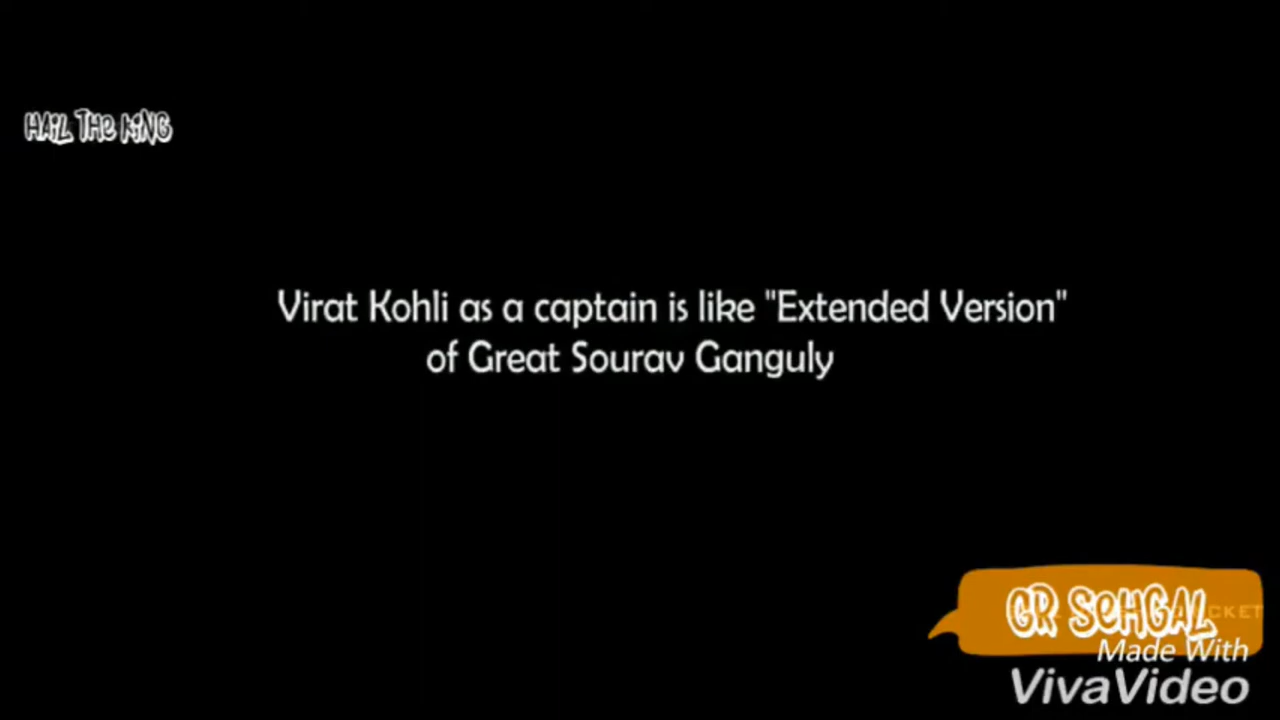 HAIL THE KING
Virat Kohli as a captain is like "Extended Version"
of Great Sourav Ganguly
GR SEHGAL
Made With
VivaVideo